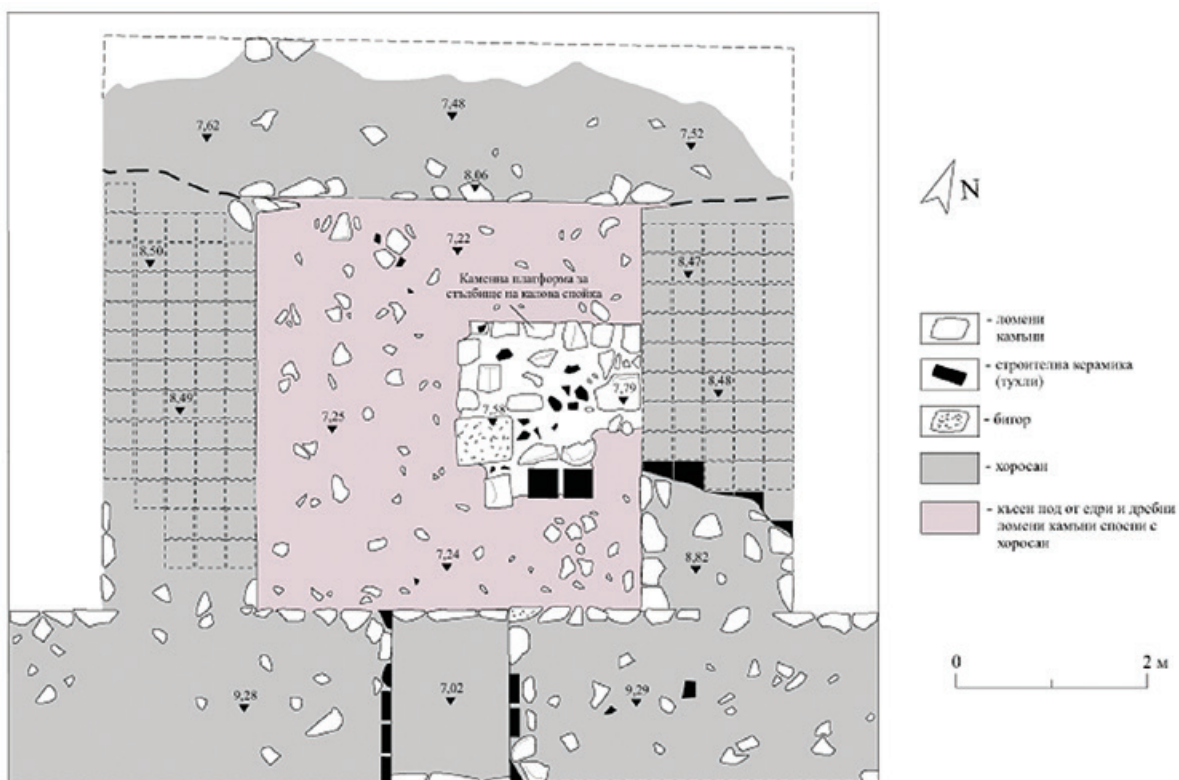 7,48
7,62
7,52
8,06
7,22
8,50
8,47
Каменна платформа за
стълбище на калова спойка
8,48
7,79
8,49
7,58
7,25
7,24
8,82
9,28
7,02
9,29
N
- ломени
камъни
- строителна керамика
(тухли)
- бигор
- хоросан
- късен под от едри и дребни
ломени камъни споени с
хоросан
0 2 м